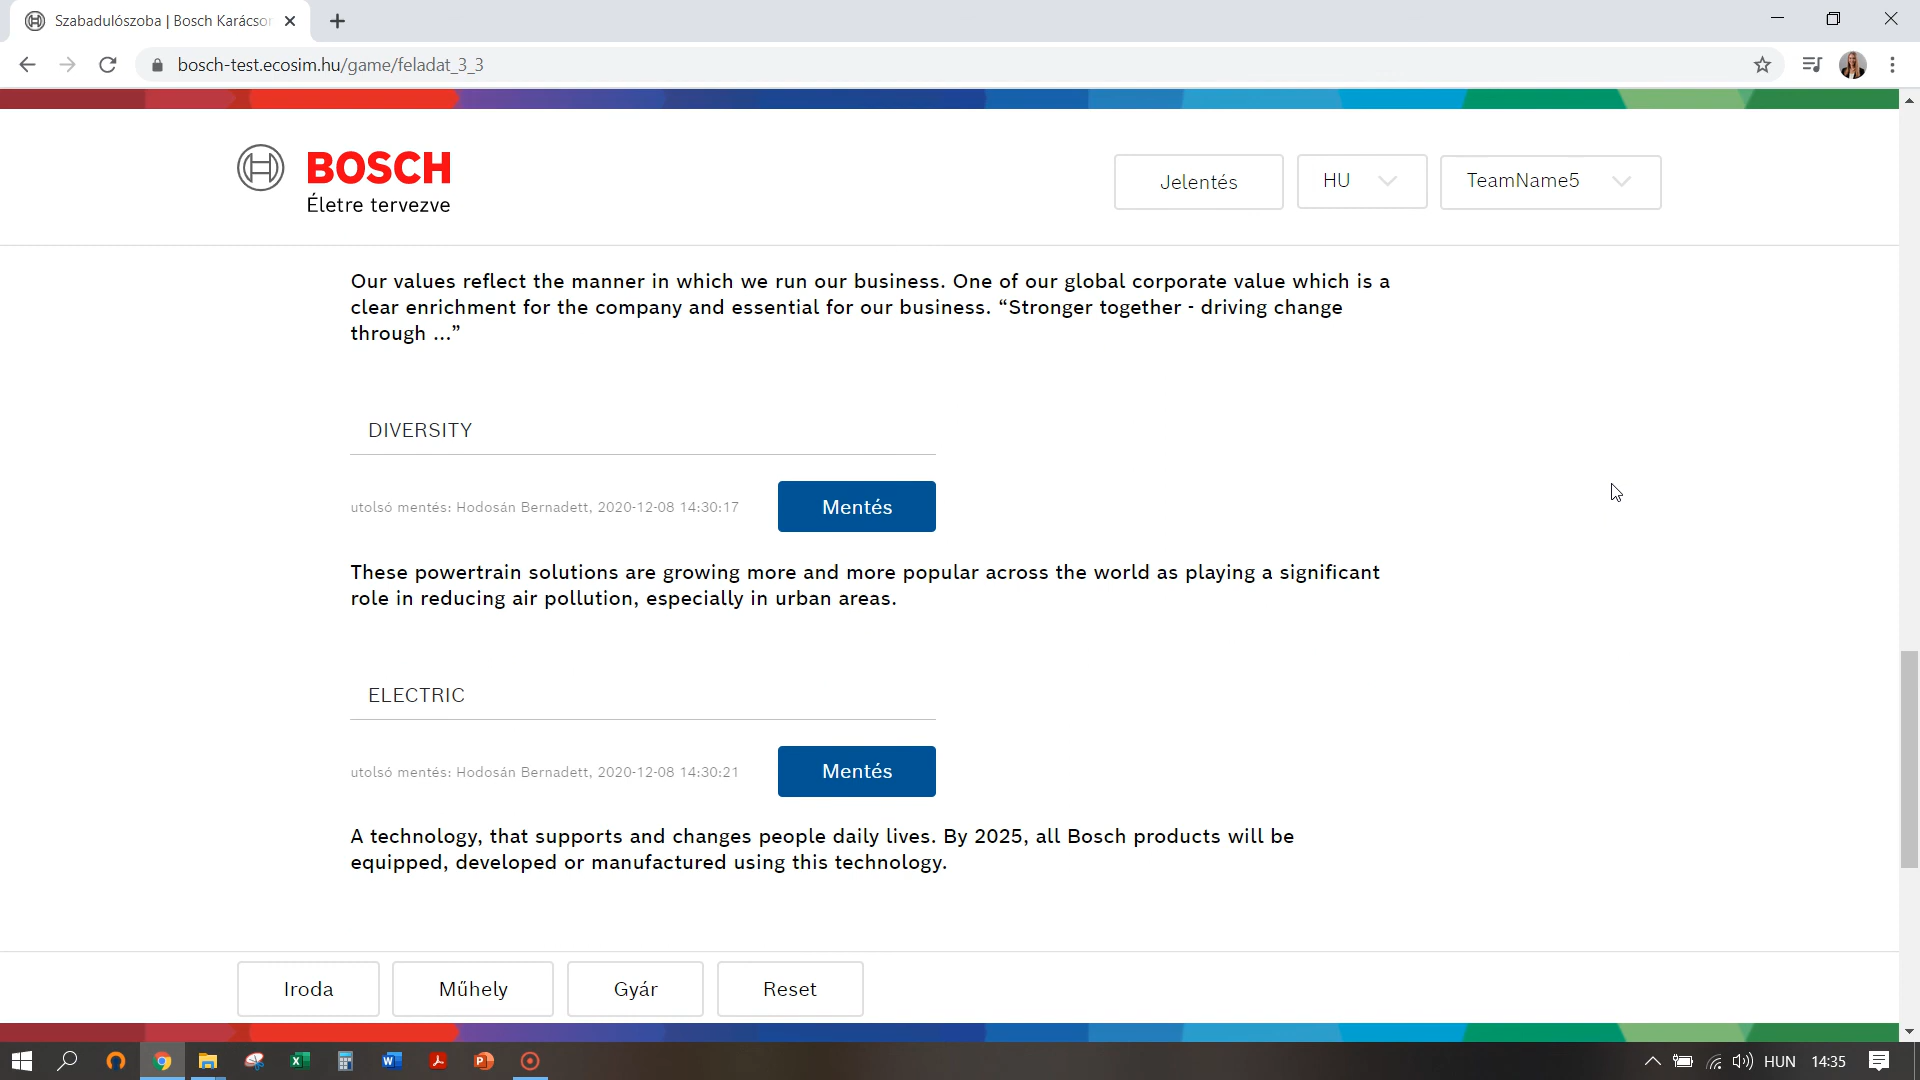 Szabadulószoba | Bosch Karácso
bosch-test.ecosim.hu/game/feladat_3_3
BOSCH
Életre tervezve
Jelentés
HU
TeamName5
Our values reflect the manner in which we run our business. One of our global corporate value which is a
clear enrichment for the company and essential for our business. “Stronger together - driving change
through ...”
DIVERSITY
utolsó mentés: Hodosán Bernadett, 2020-12-08 14:30:17
Mentés
These powertrain solutions are growing more and more popular across the world as playing a significant
role in reducing air pollution, especially in urban areas.
ELECTRIC
utolsó mentés: Hodosán Bernadett, 2020-12-08 14:30:21
Mentés
A technology, that supports and changes people daily lives. By 2025, all Bosch products will be
equipped, developed or manufactured using this technology.
Iroda
Műhely
Gyár
Reset
HUN
14:35